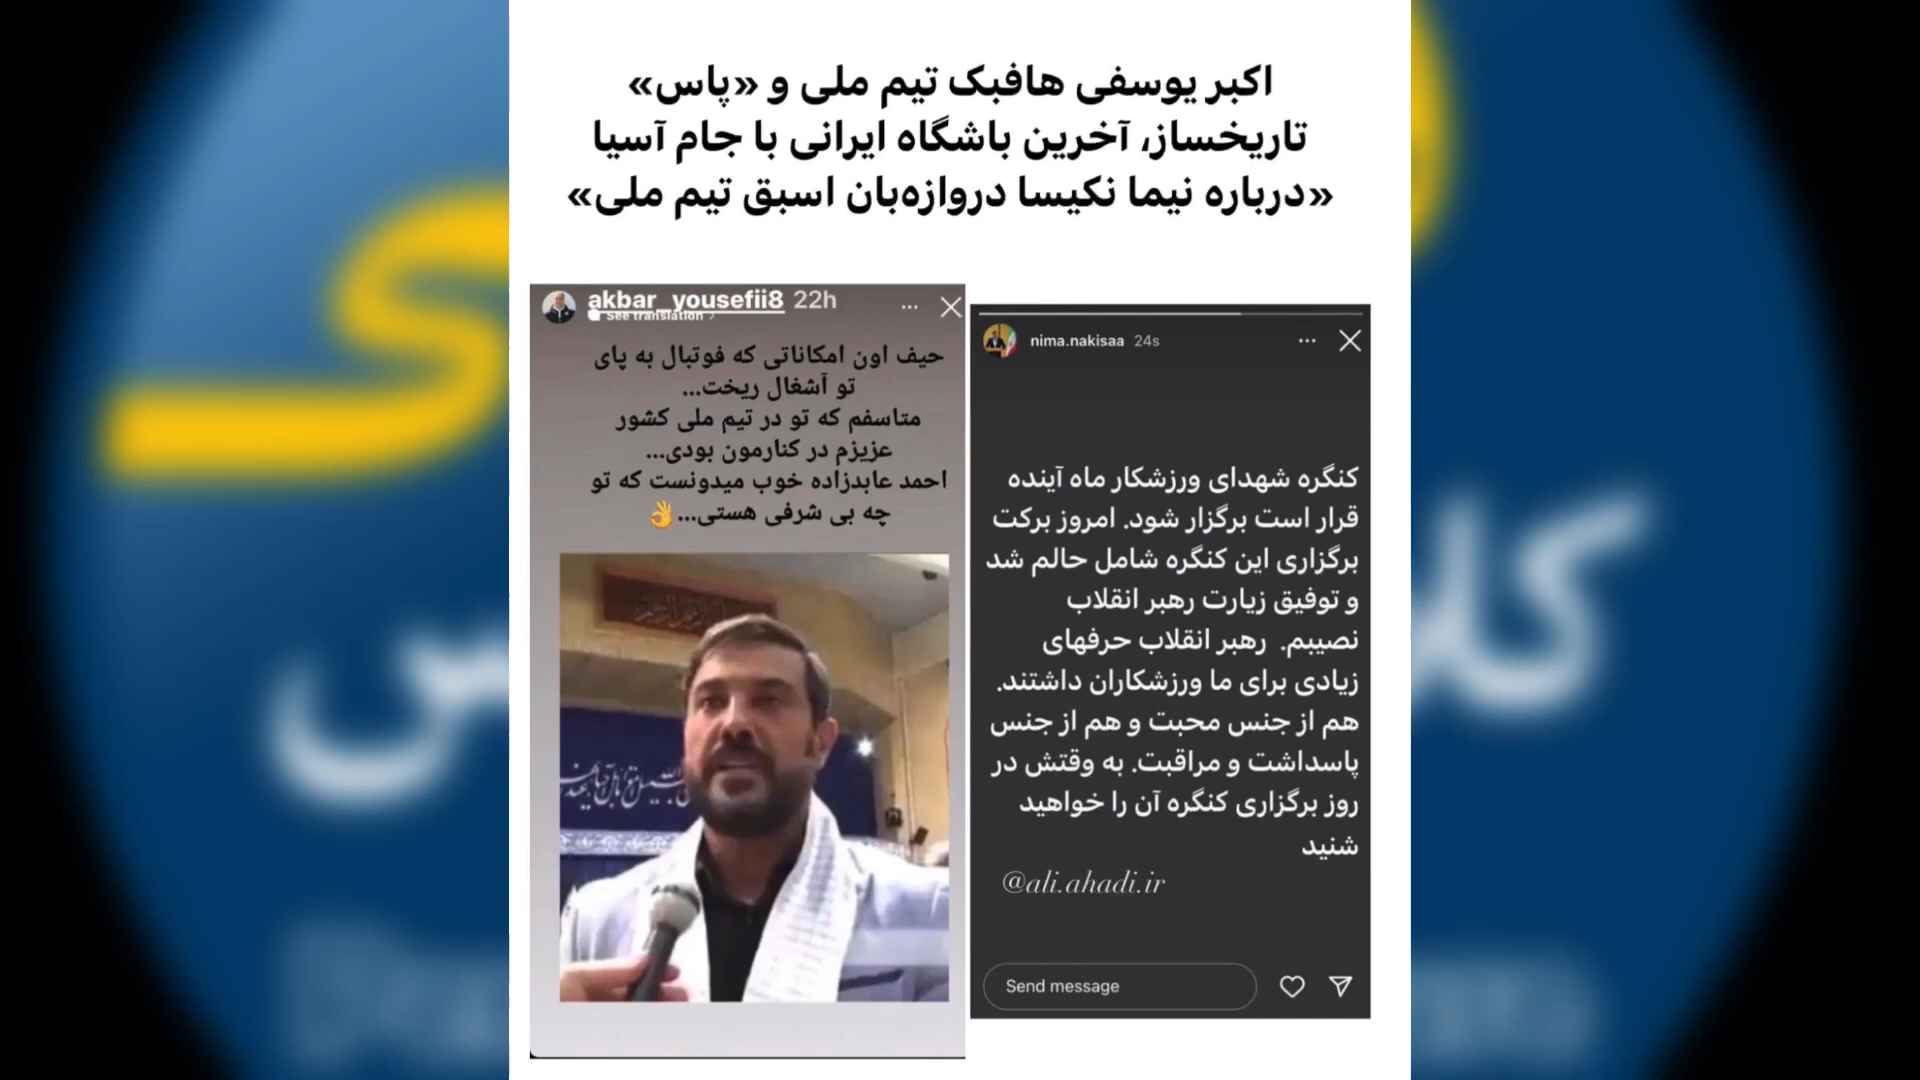 اکبر یوسفی هافبک تیم ملی و «پاس»
تاریخساز، آخرین باشگاه ایرانی با جام آسیا
«درباره نیما نکیسا دروازه‌بان اسبق تیم ملی»
akbar_yousefii8 22h
See translation
حیف اون امکاناتی که فوتبال به پای
تو آشغال ریخت...
متاسفم که تو در تیم ملی کشور
عزیزم در کنارمون بودی...
احمد عابدزاده خوب میدونست که تو
چه بی شرفی هستی...👌
nima.nakisaa 24s
کنگره شهدای ورزشکار ماه آینده
قرار است برگزار شود. امروز برکت
برگزاری این کنگره شامل حالم شد
و توفیق زیارت رهبر انقلاب
نصیبم. رهبر انقلاب حرفهای
زیادی برای ما ورزشکاران داشتند.
هم از جنس محبت و هم از جنس
پاسداشت و مراقبت. به وقتش در
روز برگزاری کنگره آن را خواهید
شنید
@ali.ahadi.ir
Send message